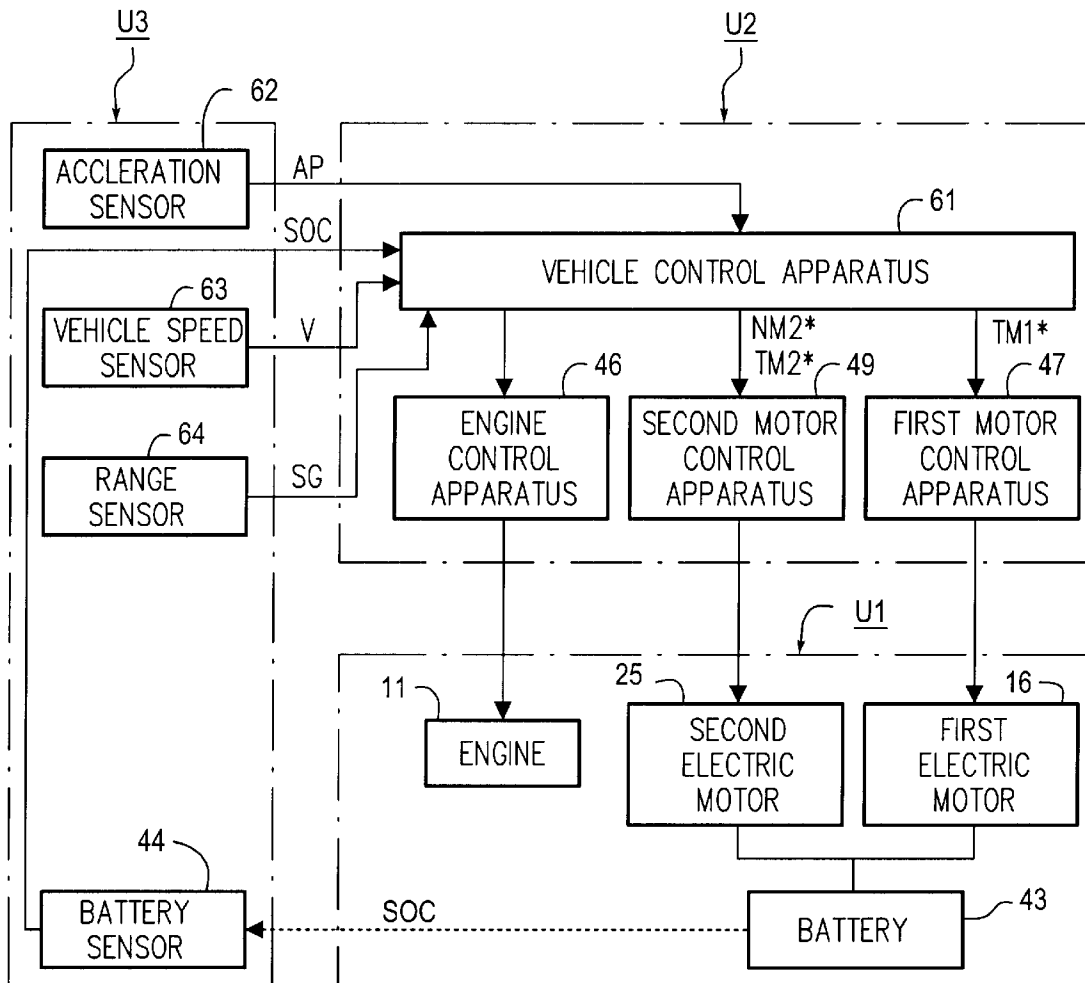 U3
U2
62
ACCLERATION
SENSOR
AP
61
SOC
VEHICLE CONTROL APPARATUS
63
VEHICLE SPEED
SENSOR
V
NM2*
TM2*
TM1*
46
49
47
ENGINE
CONTROL
APPARATUS
SECOND MOTOR
CONTROL
APPARATUS
FIRST MOTOR
CONTROL
APPARATUS
64
RANGE
SENSOR
SG
U1
11
ENGINE
25
SECOND
ELECTRIC
MOTOR
16
FIRST
ELECTRIC
MOTOR
44
BATTERY
SENSOR
SOC
BATTERY
43